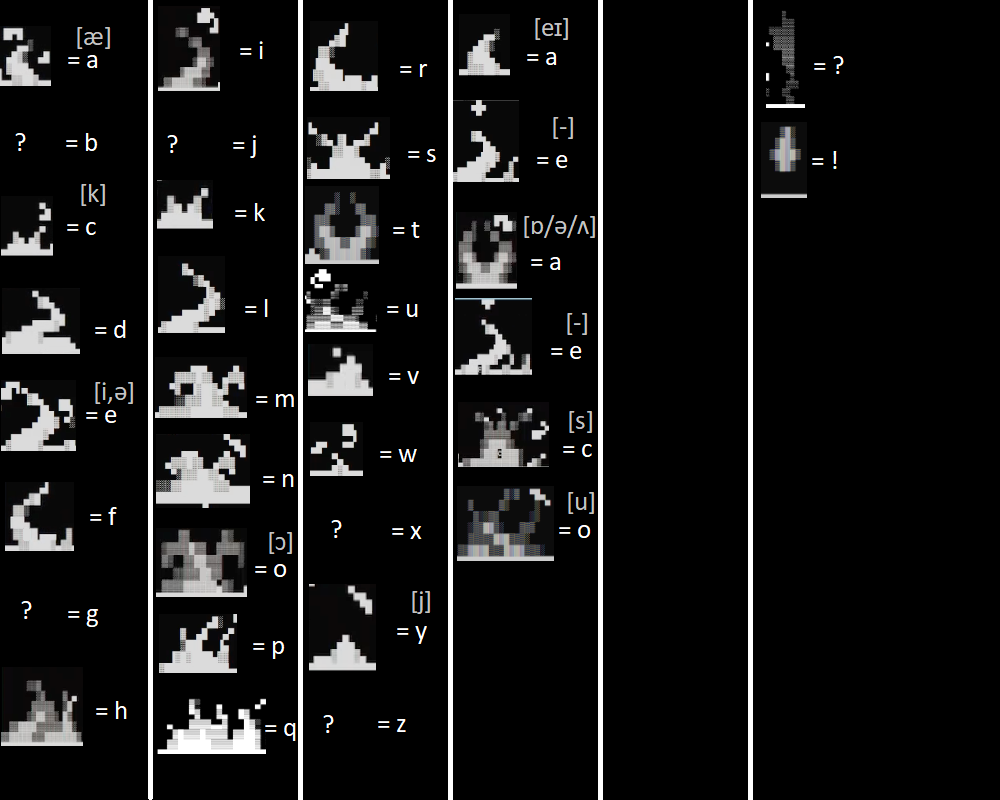 [æ]
= a
? = b
[k]
= c
= d
[i,ə]
= e
= f
? = g
= h
= i
? = j
= k
= l
= m
= n
[ɔ]
= o
= p
= q
= r
= s
= t
= u
= v
= w
? = x
[j]
= y
? = z
[eɪ]
= a
[-]
= e
[ɒ/ə/ʌ]
= a
[-]
= e
[s]
= c
[u]
= o
= ?
= !